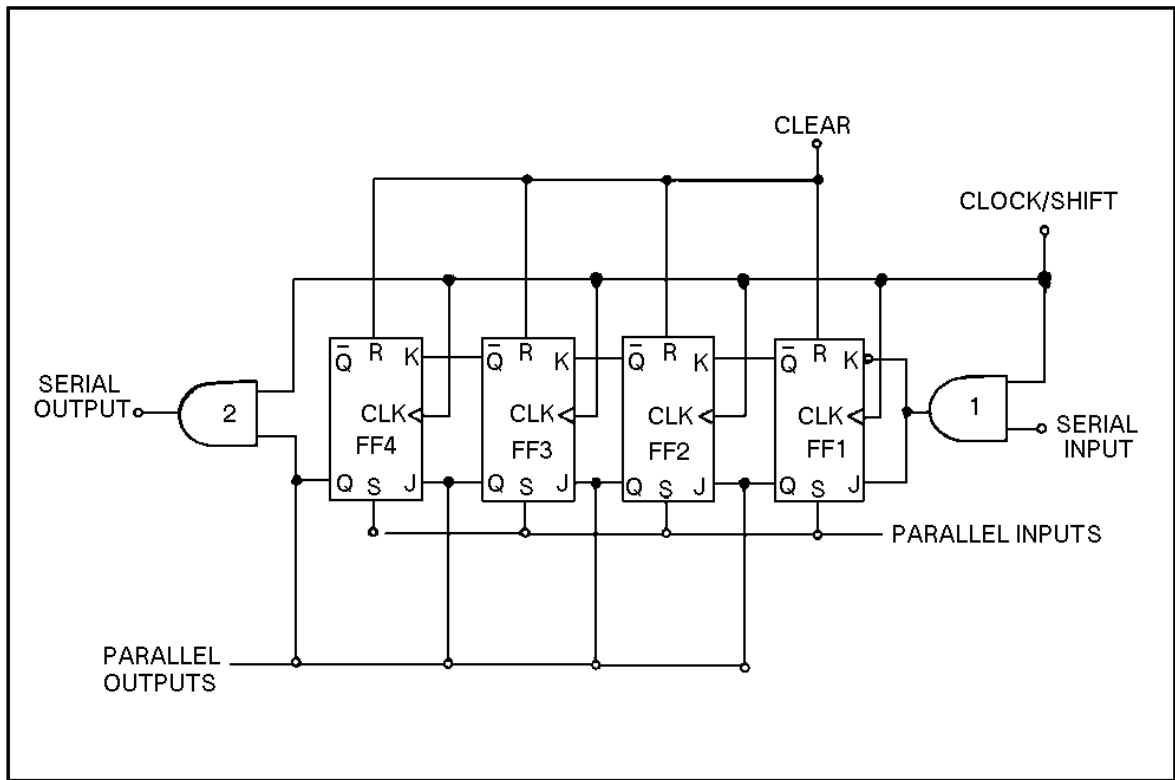 CLEAR
CLOCK/SHIFT
Q̅ R K Q̅ R K Q̅ R K Q̅ R K
SERIAL
OUTPUT
2
CLK
FF4
CLK
FF3
CLK
FF2
CLK
FF1
1
SERIAL
INPUT
Q S J Q S J Q S J Q S J
PARALLEL INPUTS
PARALLEL
OUTPUTS